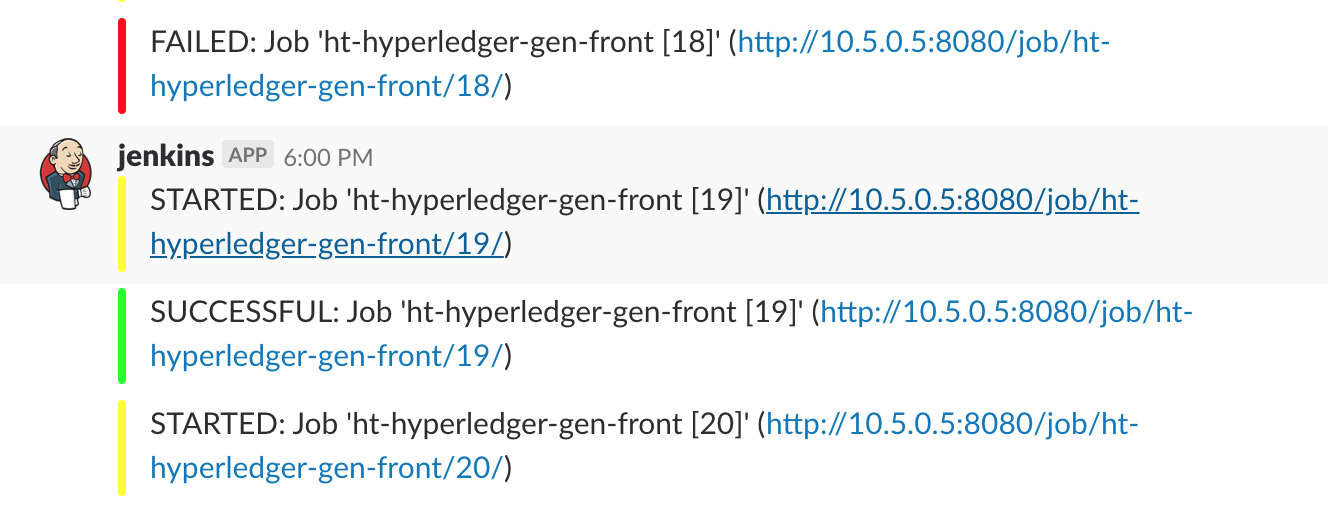 FAILED: Job 'ht-hyperledger-gen-front [18]' (http://10.5.0.5:8080/job/ht-
hyperledger-gen-front/18/)
jenkins APP 6:00 PM
STARTED: Job 'ht-hyperledger-gen-front [19]' (http://10.5.0.5:8080/job/ht-
hyperledger-gen-front/19/)
SUCCESSFUL: Job 'ht-hyperledger-gen-front [19]' (http://10.5.0.5:8080/job/ht-
hyperledger-gen-front/19/)
STARTED: Job 'ht-hyperledger-gen-front [20]' (http://10.5.0.5:8080/job/ht-
hyperledger-gen-front/20/)